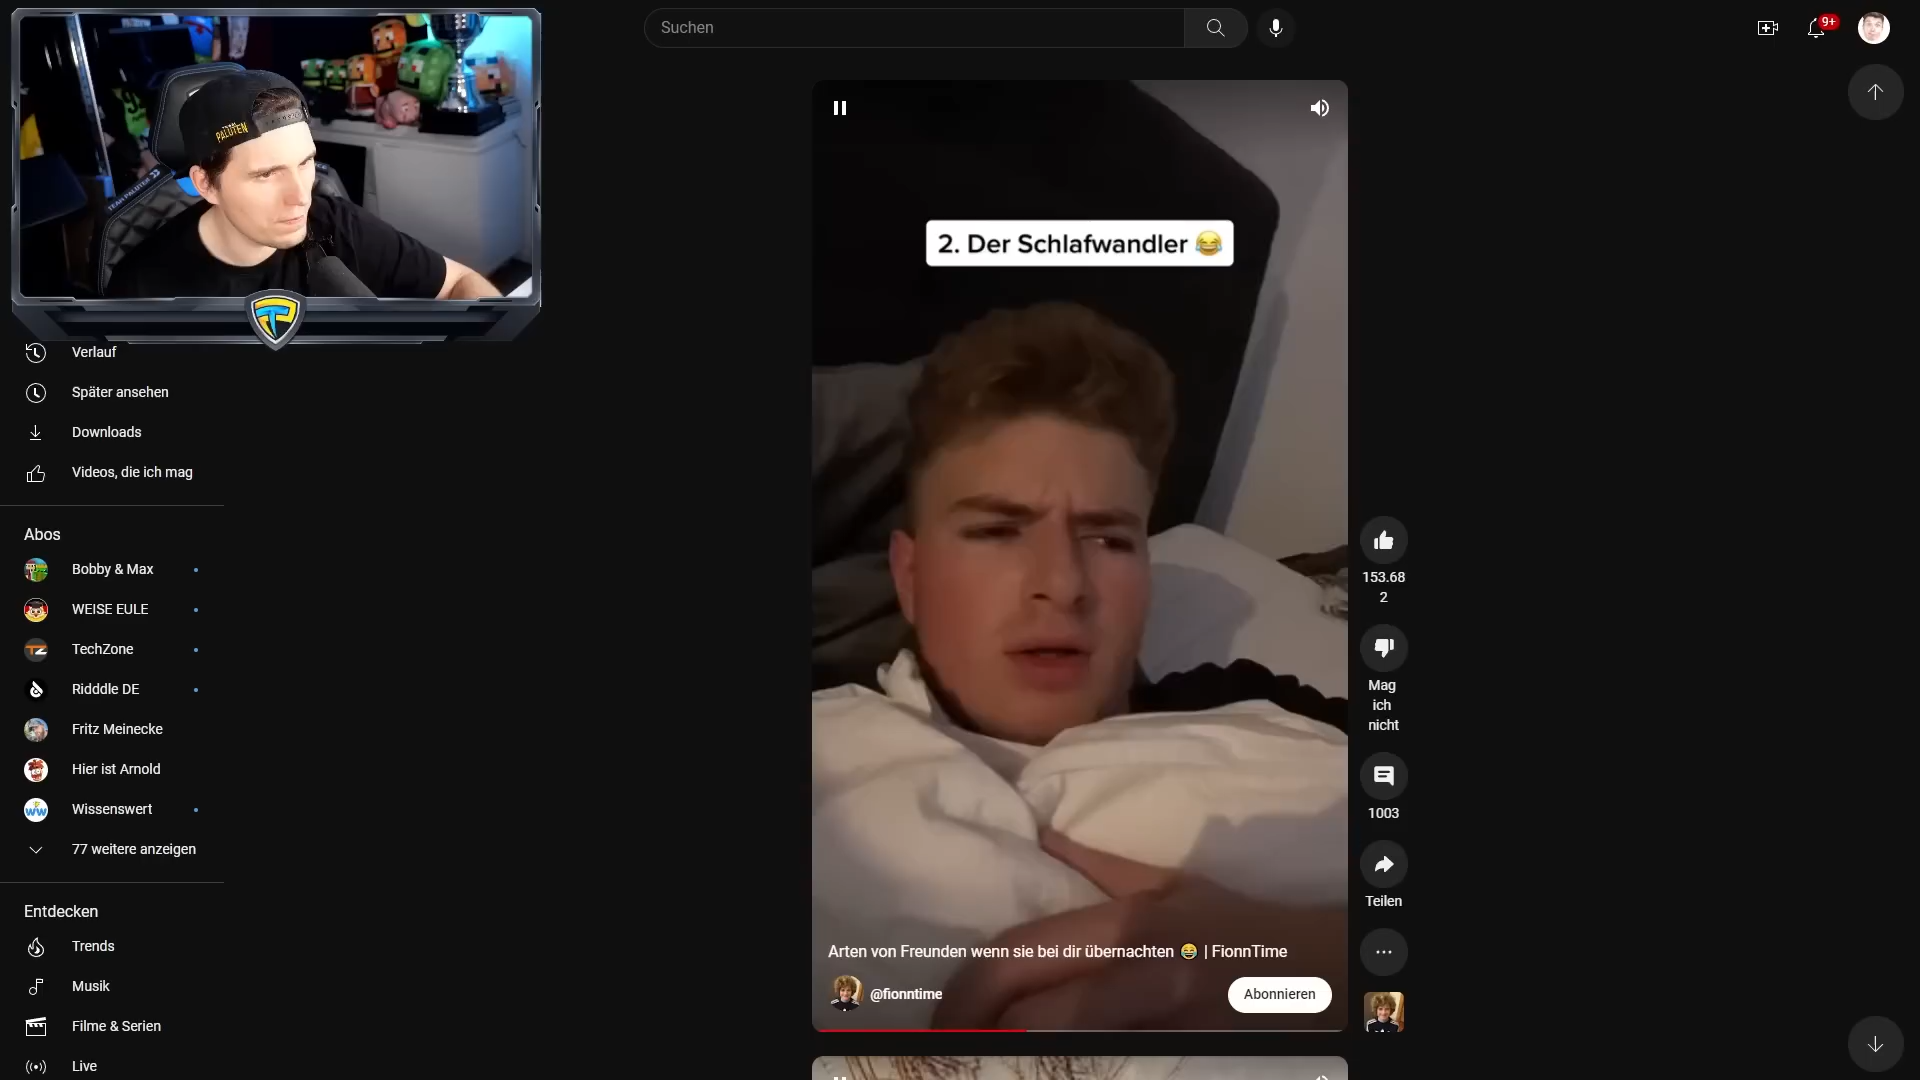 PALUTEN
TEAM PALUTEN
Suchen
9+
2. Der Schlafwandler 😂
Verlauf
Später ansehen
Downloads
Videos, die ich mag
Abos
Bobby & Max
WEISE EULE
TechZone
Ridddle DE
Fritz Meinecke
Hier ist Arnold
Wissenswert
77 weitere anzeigen
Entdecken
Trends
Musik
Filme & Serien
Live
153.68
2
Mag
ich
nicht
1003
Teilen
Arten von Freunden wenn sie bei dir übernachten 😂 | FionnTime
@fionntime
Abonnieren